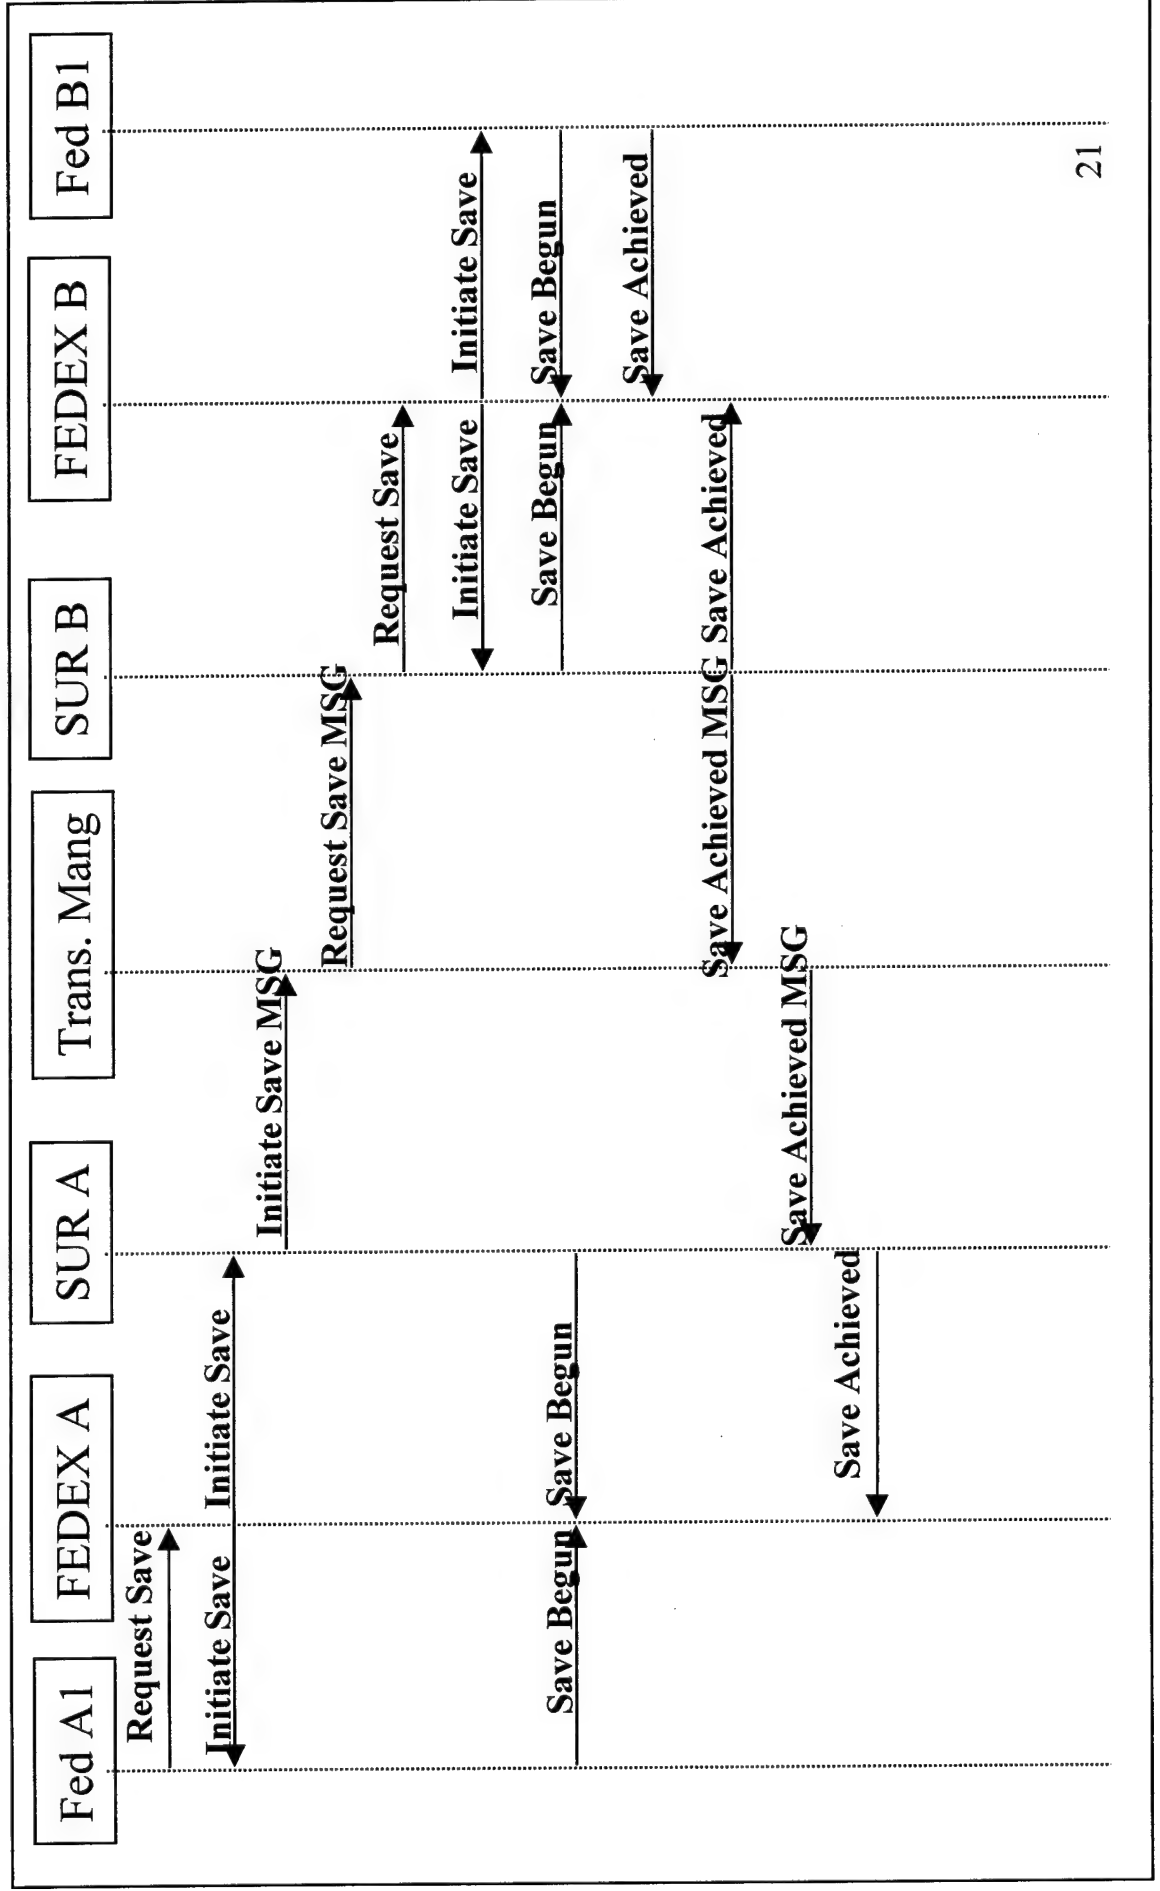 Fed A1
FEDEX A
SUR A
Trans. Mang
SUR B
FEDEX B
Fed B1
Request Save
Initiate Save
Initiate Save
Initiate Save MSG
Request Save MSG
Request Save
Initiate Save
Initiate Save
Save Begun
Save Begun
Save Begun
Save Begun
Save Achieved
Save Achieved MSG
Save Achieved
Save Achieved MSG
Save Achieved
21